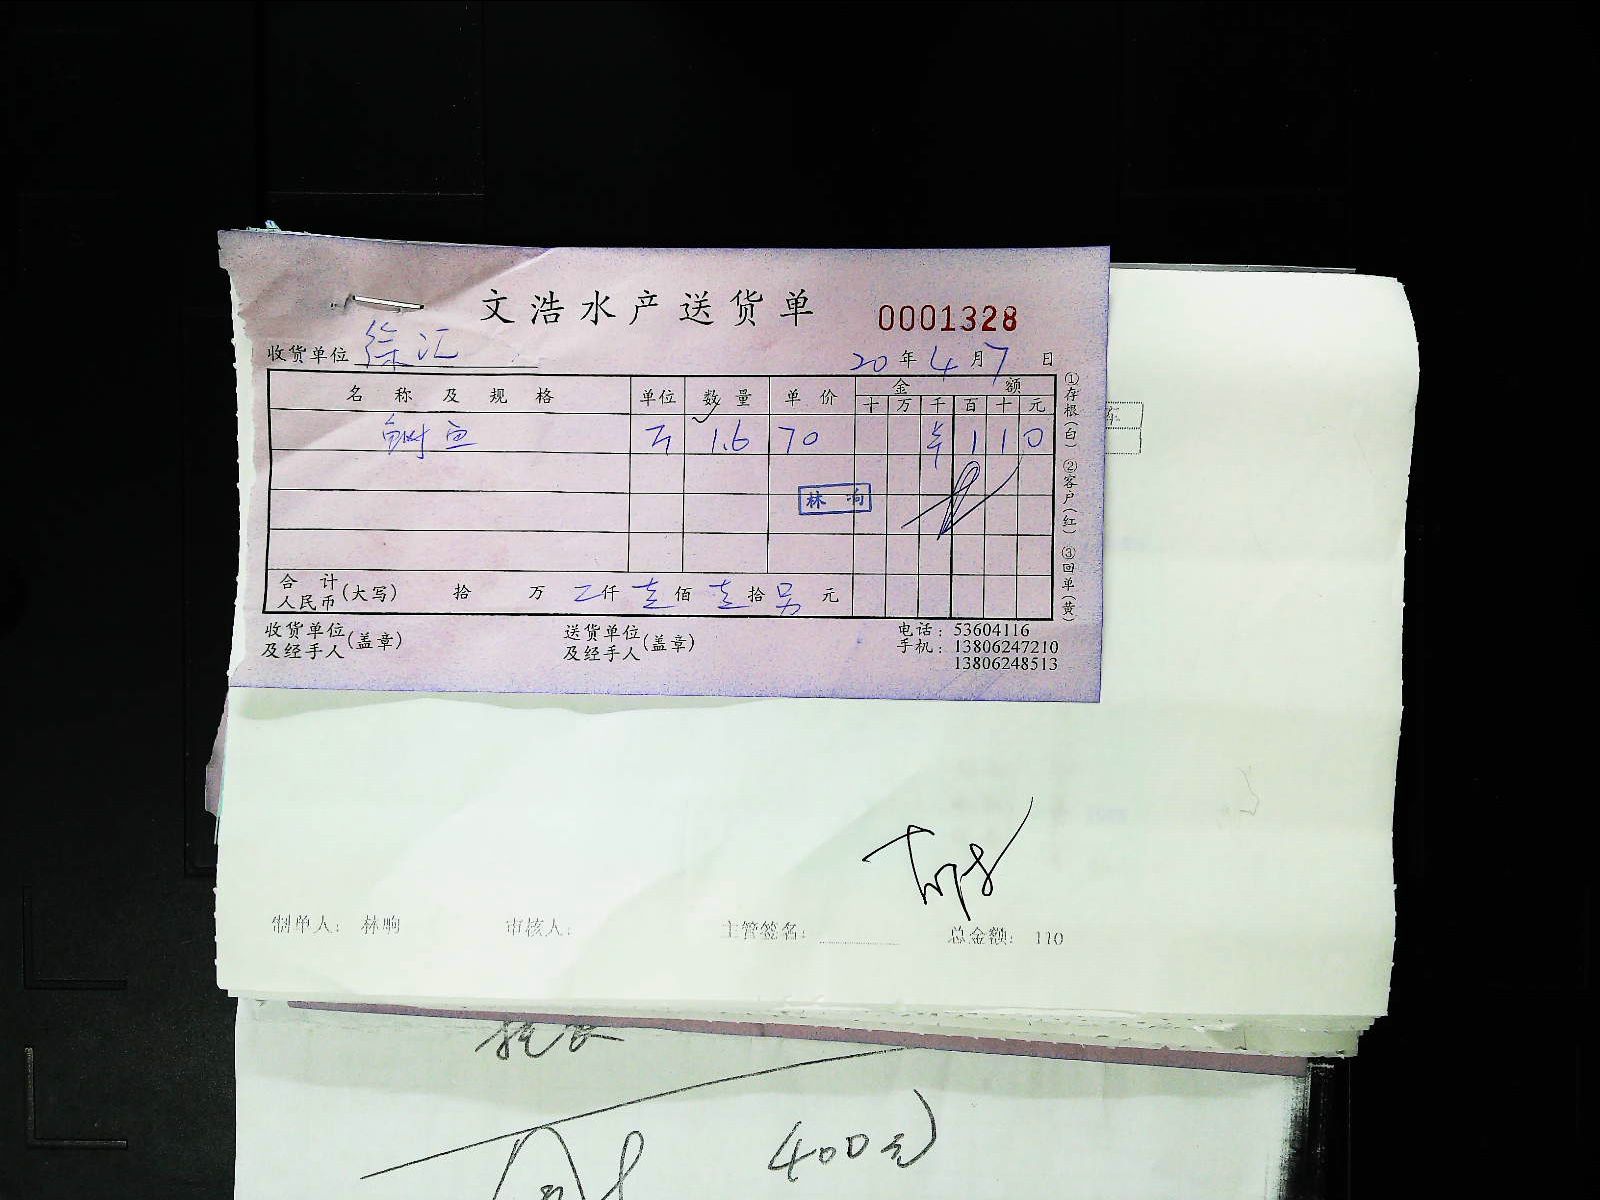 文浩水产送货单 0001328
收货单位 徐汇 20年4月7日
名称及规格 单位 数量 单价 金额
十 万 千 百 十 元
鲥鱼 斤 1.6 70 ¥ 1 1 0
林响
合计人民币(大写) 拾 万 仟 壹佰 壹拾 另元
收货单位及经手人(盖章) 送货单位及经手人(盖章) 电话：53604116
手机：13806247210
13806248513
①存根(白) ②客户(红) ③回单(黄)
车
制单人： 林响 审核人： 主管签名： 总金额： 110
400元